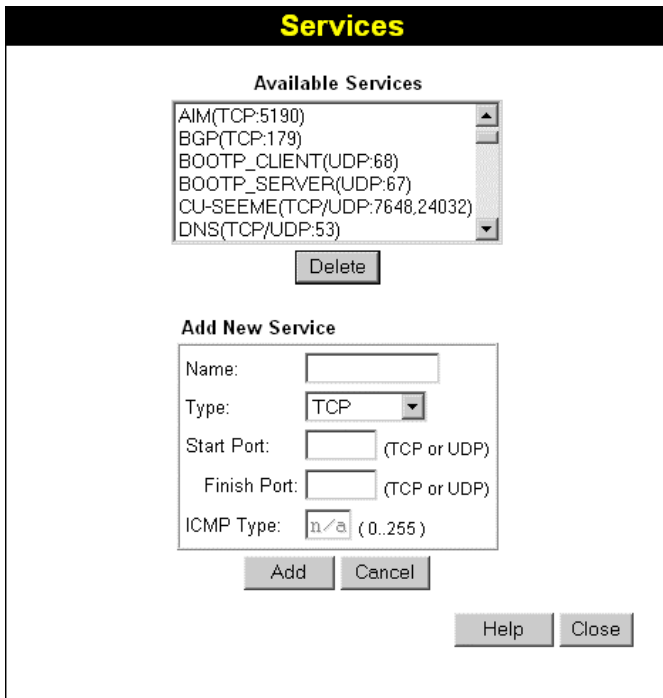 Services
Available Services
AIM(TCP:5190)
BGP(TCP:179)
BOOTP_CLIENT(UDP:68)
BOOTP_SERVER(UDP:67)
CU-SEEME(TCP/UDP:7648,24032)
DNS(TCP/UDP:53)
Delete
Add New Service
Name:
Type: TCP
Start Port: (TCP or UDP)
Finish Port: (TCP or UDP)
ICMP Type: n/a ( 0..255 )
Add Cancel
Help Close